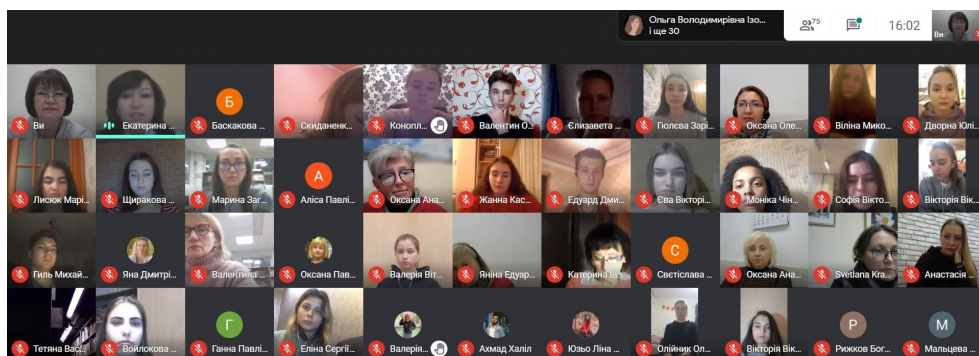 Ольга Володимирівна Ізо...
і ще 30
75
16:02
Ви
Ви
Екатерина ...
Б
Баскакова ...
Скиданенк...
Конопл...
Валентин О...
Єлизавета ...
Гюлєва Зарі...
Оксана Оле...
Віліна Мико...
Дворна Юлі...
Лисюк Марі...
Щиракова ...
Марина Заг...
А
Аліса Павлі...
Оксана Ана...
Жанна Кас...
Едуард Дми...
Єва Вікторі...
Моніка Чін...
Софія Вікто...
Вікторія Вік...
Гиль Михай...
Яна Дмитрі...
Валентина ...
Оксана Пав...
Валерія Віт...
Яніна Едуар...
Катерина Ів...
С
Свєтіслава ...
Оксана Ана...
Svetlana Kra...
Анастасія ...
Тетяна Вас...
Войлокова ...
Г
Ганна Павлі...
Еліна Сергії...
Валерія...
Ахмад Халіл
Юзьо Ліна ...
Олійник Ол...
Вікторія Вік...
Р
Рижков Бог...
М
Мальцева...